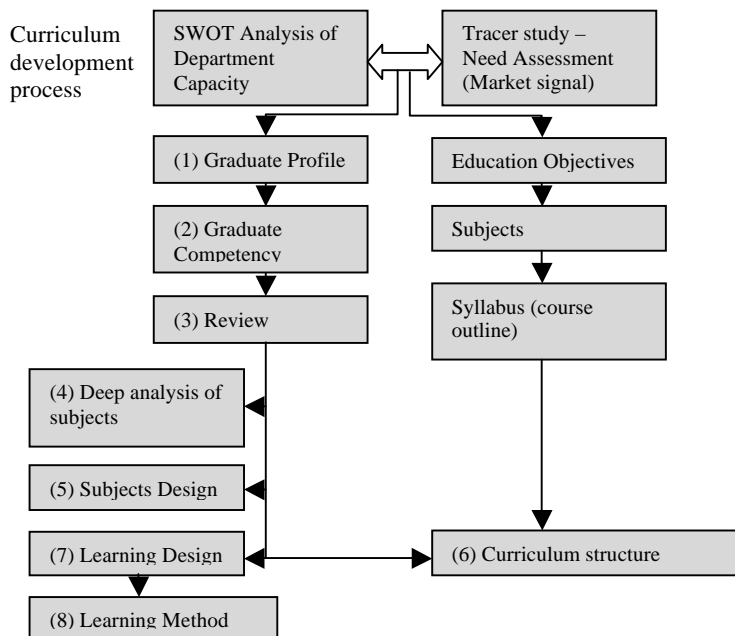 Curriculum
development
process
SWOT Analysis of
Department
Capacity
Tracer study –
Need Assessment
(Market signal)
(1) Graduate Profile
Education Objectives
(2) Graduate
Competency
Subjects
(3) Review
Syllabus (course
outline)
(4) Deep analysis of
subjects
(5) Subjects Design
(7) Learning Design
(6) Curriculum structure
(8) Learning Method